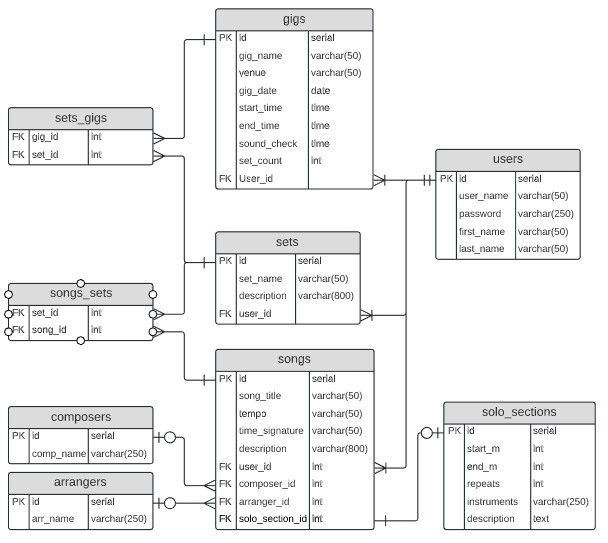 gigs
PK id serial
gig_name varchar(50)
venue varchar(50)
gig_date date
start_time time
end_time time
sound_check time
set_count int
FK User_id
sets_gigs
FK gig_id int
FK set_id int
users
PK id serial
user_name varchar(50)
password varchar(250)
first_name varchar(50)
last_name varchar(50)
sets
PK id serial
set_name varchar(50)
description varchar(800)
FK user_id int
songs_sets
FK set_id int
FK song_id int
songs
PK id serial
song_title varchar(50)
tempo varchar(50)
time_signature varchar(50)
description varchar(800)
FK user_id int
FK composer_id int
FK arranger_id int
FK solo_section_id int
composers
PK id serial
comp_name varchar(250)
arrangers
PK id serial
arr_name varchar(250)
solo_sections
PK id serial
start_m int
end_m int
repeats int
instruments varchar(250)
description text